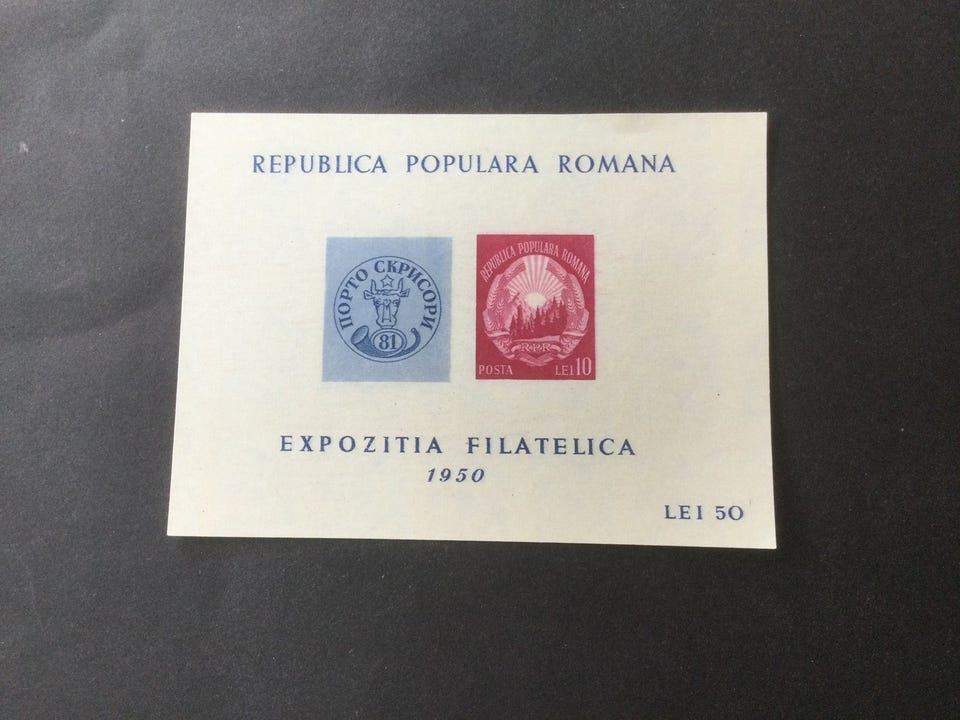 REPUBLICA POPULARA ROMANA
ПОРТО СКРИСОРИ
81
REPUBLICA POPULARA ROMANA
RPR
POSTA LEI 10
EXPOZITIA FILATELICA
1950
LEI 50